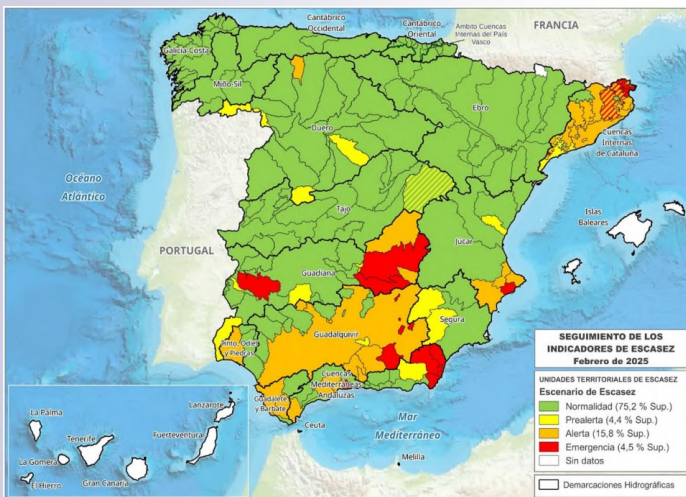 Cantábrico
Occidental
Cantábrico
Oriental
Ámbito Cuencas
Internas del País
Vasco
FRANCIA
Galicia-Costa
Miño-Sil
Ebro
Duero
Cuencas
Internas
de Cataluña
Océano
Atlántico
Tajo
Islas
Baleares
PORTUGAL
Júcar
Guadiana
Segura
Guadalquivir
Tinto, Odiel
y Piedras
Cuencas
Mediterráneas
Andaluzas
Guadalete
y Barbate
Ceuta
Mar
Mediterráneo
Melilla
La Palma
Lanzarote
Tenerife
Fuerteventura
La Gomera
El Hierro
Gran Canaria
SEGUIMIENTO DE LOS
INDICADORES DE ESCASEZ
Febrero de 2025
UNIDADES TERRITORIALES DE ESCASEZ
Escenario de Escasez
Normalidad (75,2 % Sup.)
Prealerta (4,4 % Sup.)
Alerta (15,8 % Sup.)
Emergencia (4,5 % Sup.)
Sin datos
Demarcaciones Hidrográficas